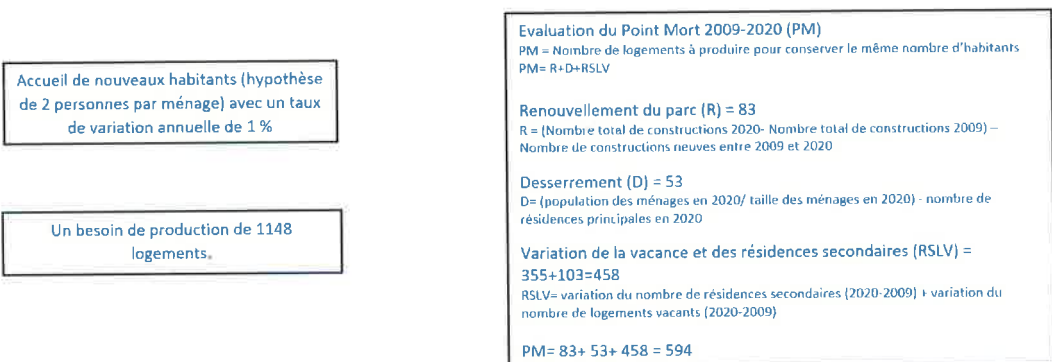 Accueil de nouveaux habitants (hypothèse
de 2 personnes par ménage) avec un taux
de variation annuelle de 1 %
Un besoin de production de 1148
logements.
Evaluation du Point Mort 2009-2020 (PM)
PM = Nombre de logements à produire pour conserver le même nombre d'habitants
PM= R+D+RSLV
Renouvellement du parc (R) = 83
R = (Nombre total de constructions 2020- Nombre total de constructions 2009) –
Nombre de constructions neuves entre 2009 et 2020
Desserrement (D) = 53
D= (population des ménages en 2020/ taille des ménages en 2020) - nombre de
résidences principales en 2020
Variation de la vacance et des résidences secondaires (RSLV) =
355+103=458
RSLV= variation du nombre de résidences secondaires (2020-2009) + variation du
nombre de logements vacants (2020-2009)
PM= 83+ 53+ 458 = 594